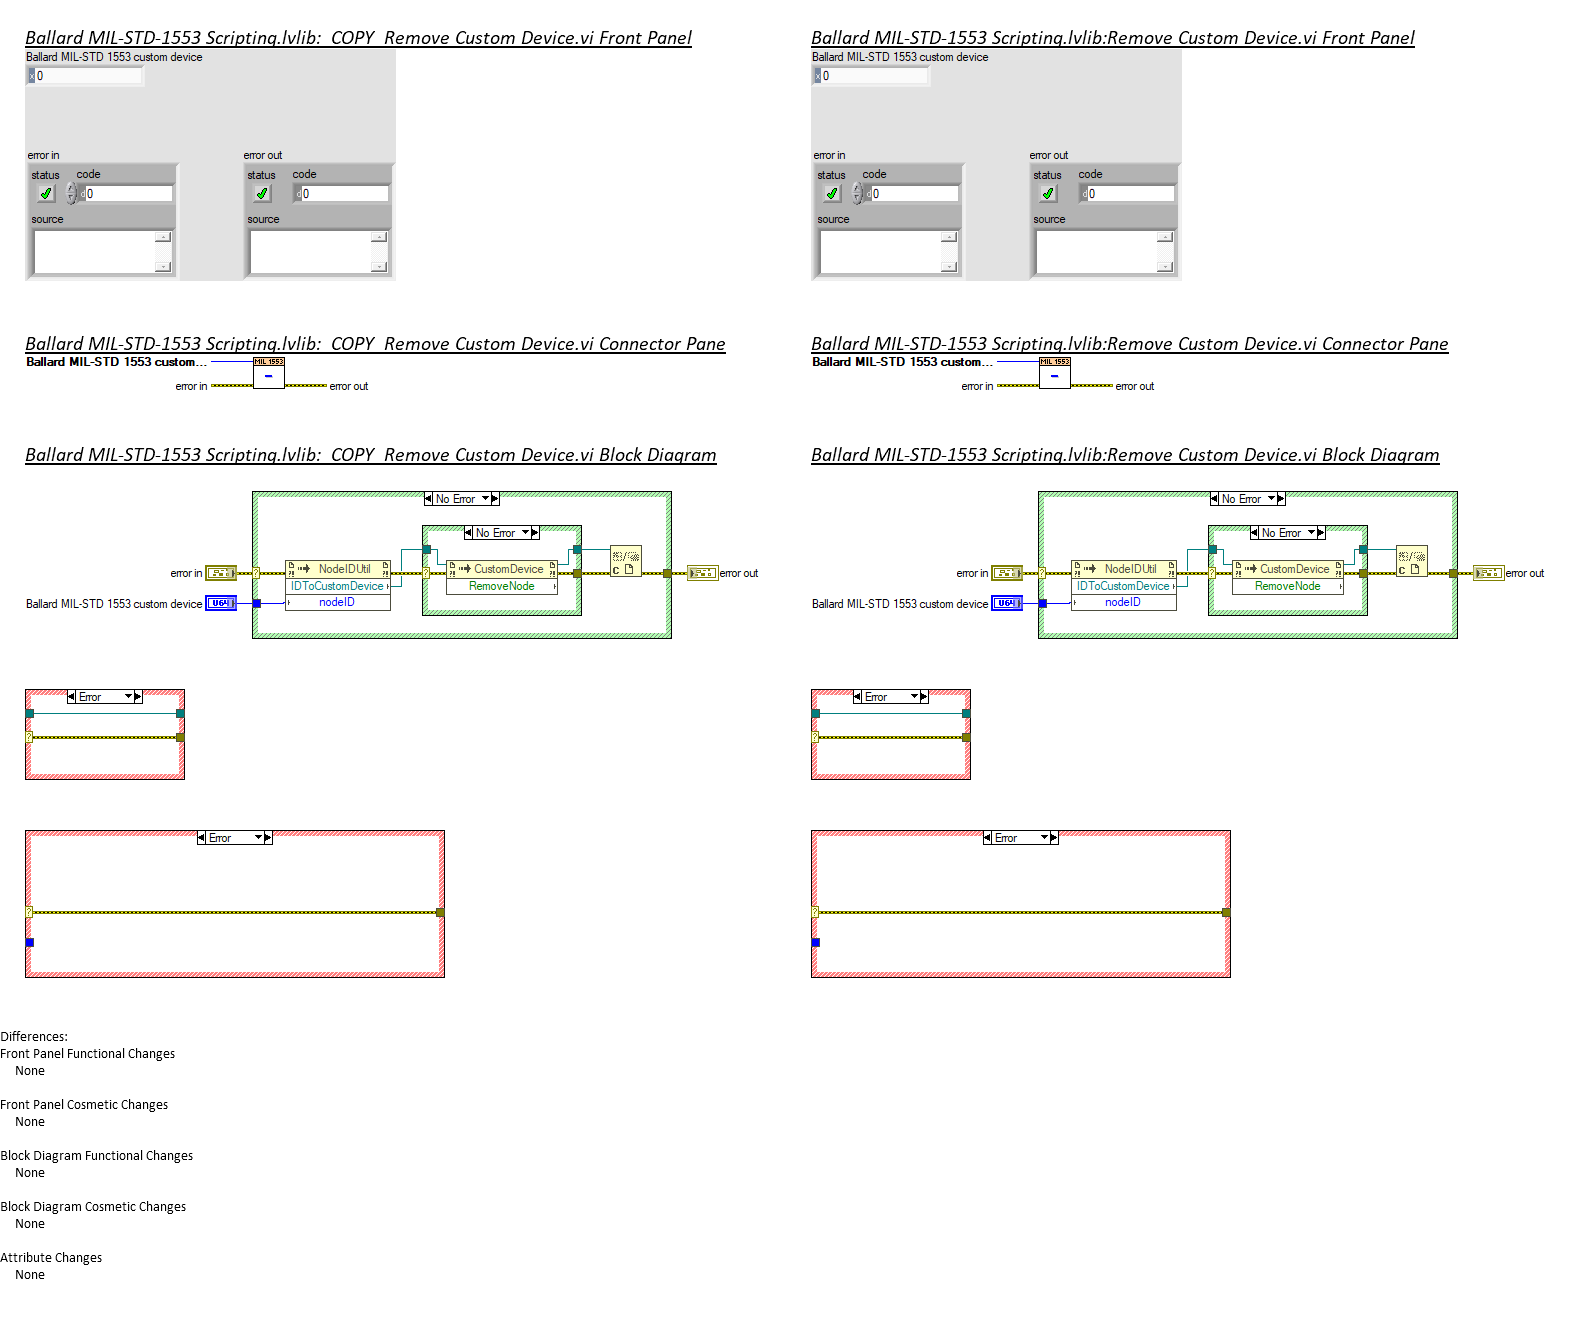 Ballard MIL-STD-1553 Scripting.lvlib: COPY Remove Custom Device.vi Front Panel
Ballard MIL-STD 1553 custom device
x 0
error in
error out
status code
0
source
status code
0
source
Ballard MIL-STD-1553 Scripting.lvlib:Remove Custom Device.vi Front Panel
Ballard MIL-STD 1553 custom device
x 0
error in
error out
status code
0
source
status code
0
source
Ballard MIL-STD-1553 Scripting.lvlib: COPY Remove Custom Device.vi Connector Pane
Ballard MIL-STD 1553 custom...
MIL 1553
error in
error out
Ballard MIL-STD-1553 Scripting.lvlib:Remove Custom Device.vi Connector Pane
Ballard MIL-STD 1553 custom...
MIL 1553
error in
error out
Ballard MIL-STD-1553 Scripting.lvlib: COPY Remove Custom Device.vi Block Diagram
No Error
No Error
error in
NodeIDUtil
CustomDevice
error out
IDToCustomDevice
RemoveNode
Ballard MIL-STD 1553 custom device
U64
nodeID
Error
Error
Ballard MIL-STD-1553 Scripting.lvlib:Remove Custom Device.vi Block Diagram
No Error
No Error
error in
NodeIDUtil
CustomDevice
error out
IDToCustomDevice
RemoveNode
Ballard MIL-STD 1553 custom device
U64
nodeID
Error
Error
Differences:
Front Panel Functional Changes
None
Front Panel Cosmetic Changes
None
Block Diagram Functional Changes
None
Block Diagram Cosmetic Changes
None
Attribute Changes
None